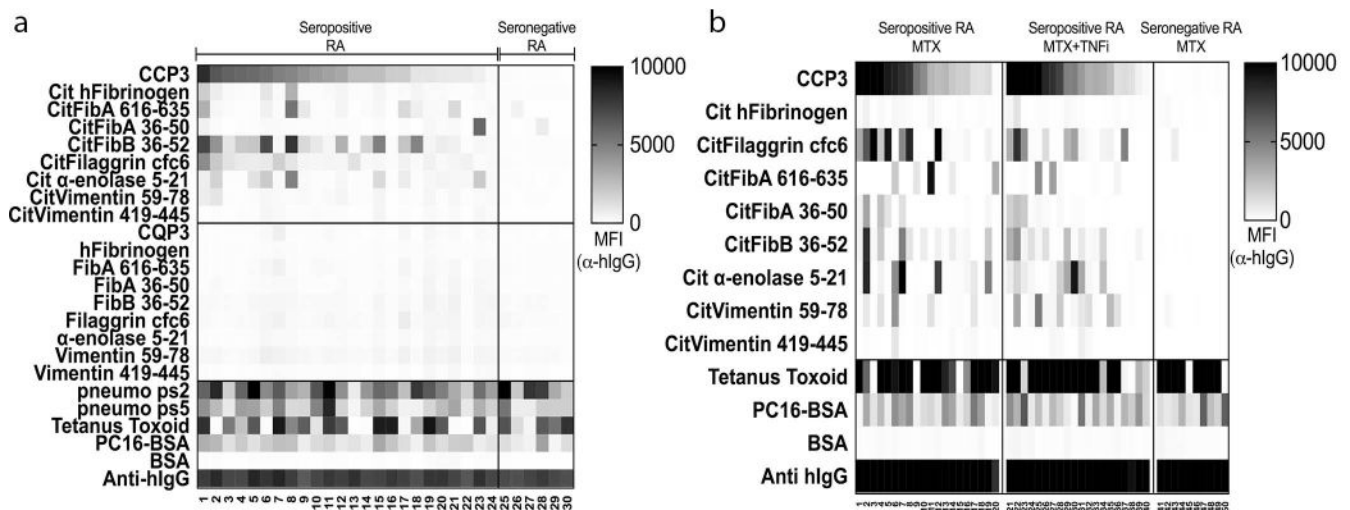 a
Seropositive
RA
Seronegative
RA
CCP3
Cit hFibrinogen
CitFibA 616-635
CitFibA 36-50
CitFibB 36-52
CitFilaggrin cfc6
Cit α-enolase 5-21
CitVimentin 59-78
CitVimentin 419-445
CQP3
hFibrinogen
FibA 616-635
FibA 36-50
FibB 36-52
Filaggrin cfc6
α-enolase 5-21
Vimentin 59-78
Vimentin 419-445
pneumo ps2
pneumo ps5
Tetanus Toxoid
PC16-BSA
BSA
Anti-hIgG
1 2 3 4 5 6 7 8 9 10 11 12 13 14 15 16 17 18 19 20 21 22 23 24 25 26 27 28 29 30
10000
5000
0
MFI
(α-hIgG)
b
Seropositive RA
MTX
Seropositive RA
MTX+TNFi
Seronegative RA
MTX
CCP3
Cit hFibrinogen
CitFilaggrin cfc6
CitFibA 616-635
CitFibA 36-50
CitFibB 36-52
Cit α-enolase 5-21
CitVimentin 59-78
CitVimentin 419-445
Tetanus Toxoid
PC16-BSA
BSA
Anti hIgG
10000
5000
0
MFI
(α-hIgG)